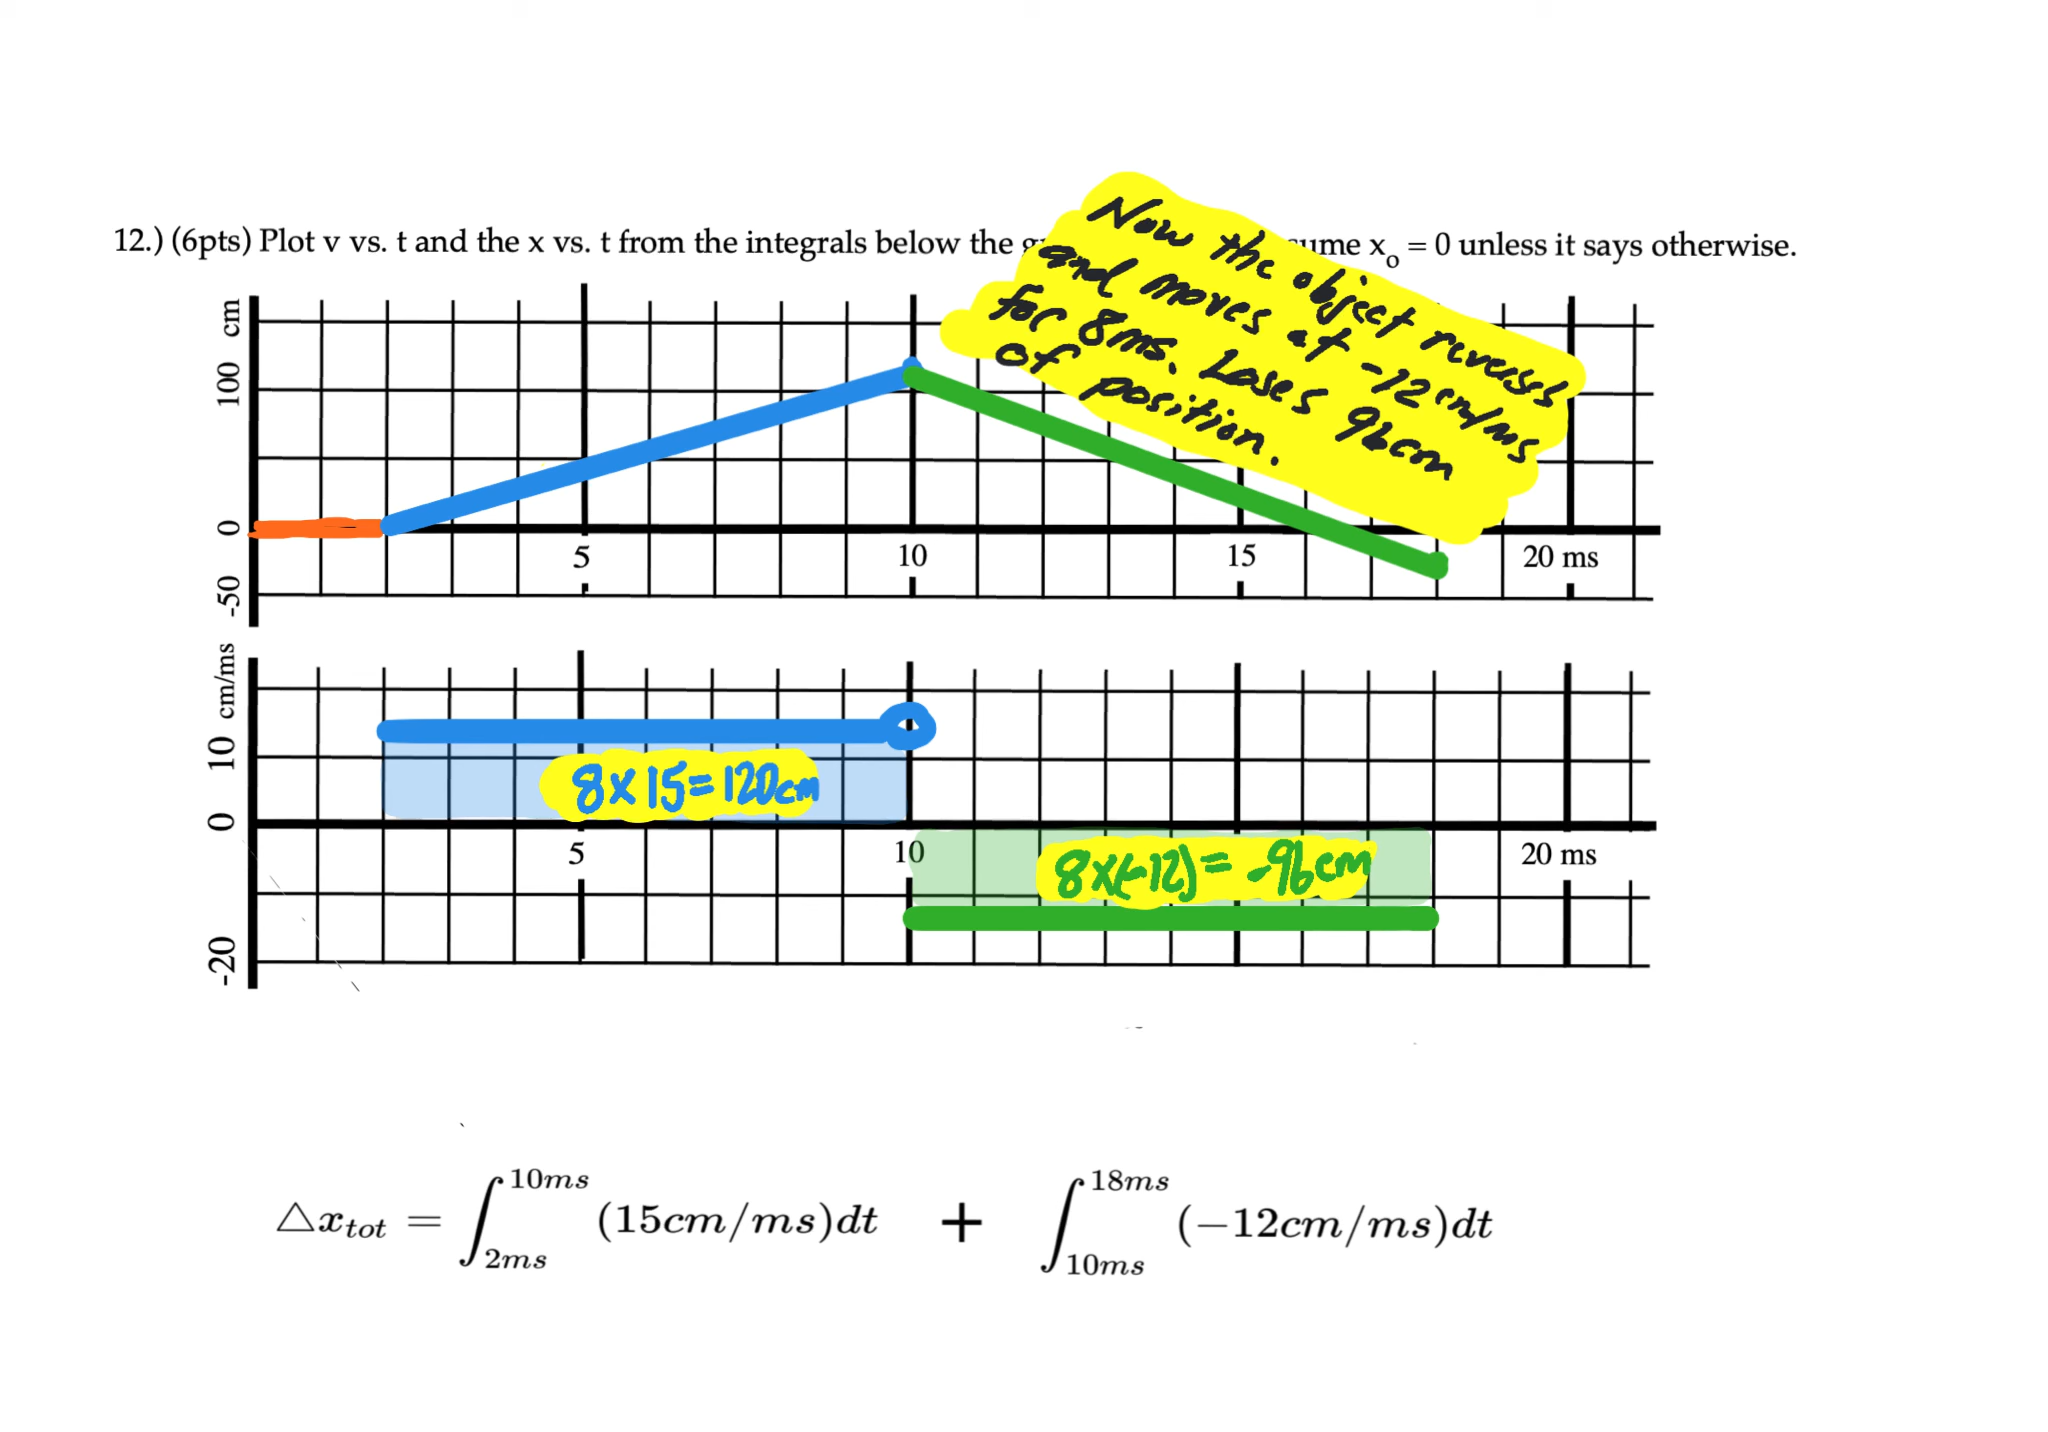 12.) (6pts) Plot v vs. t and the x vs. t from the integrals below the ume x₀ = 0 unless it says otherwise.
Now the object reverses
and moves at -12cm/ms
for 8ms. Loses 96cm
of position.
cm
100
0
-50
5 10 15 20 ms
cm/ms
10
0
-20
8x15=120cm
5 10 20 ms
8x(-12)= -96cm
△x_tot = ∫_{2ms}^{10ms} (15cm/ms)dt + ∫_{10ms}^{18ms} (−12cm/ms)dt